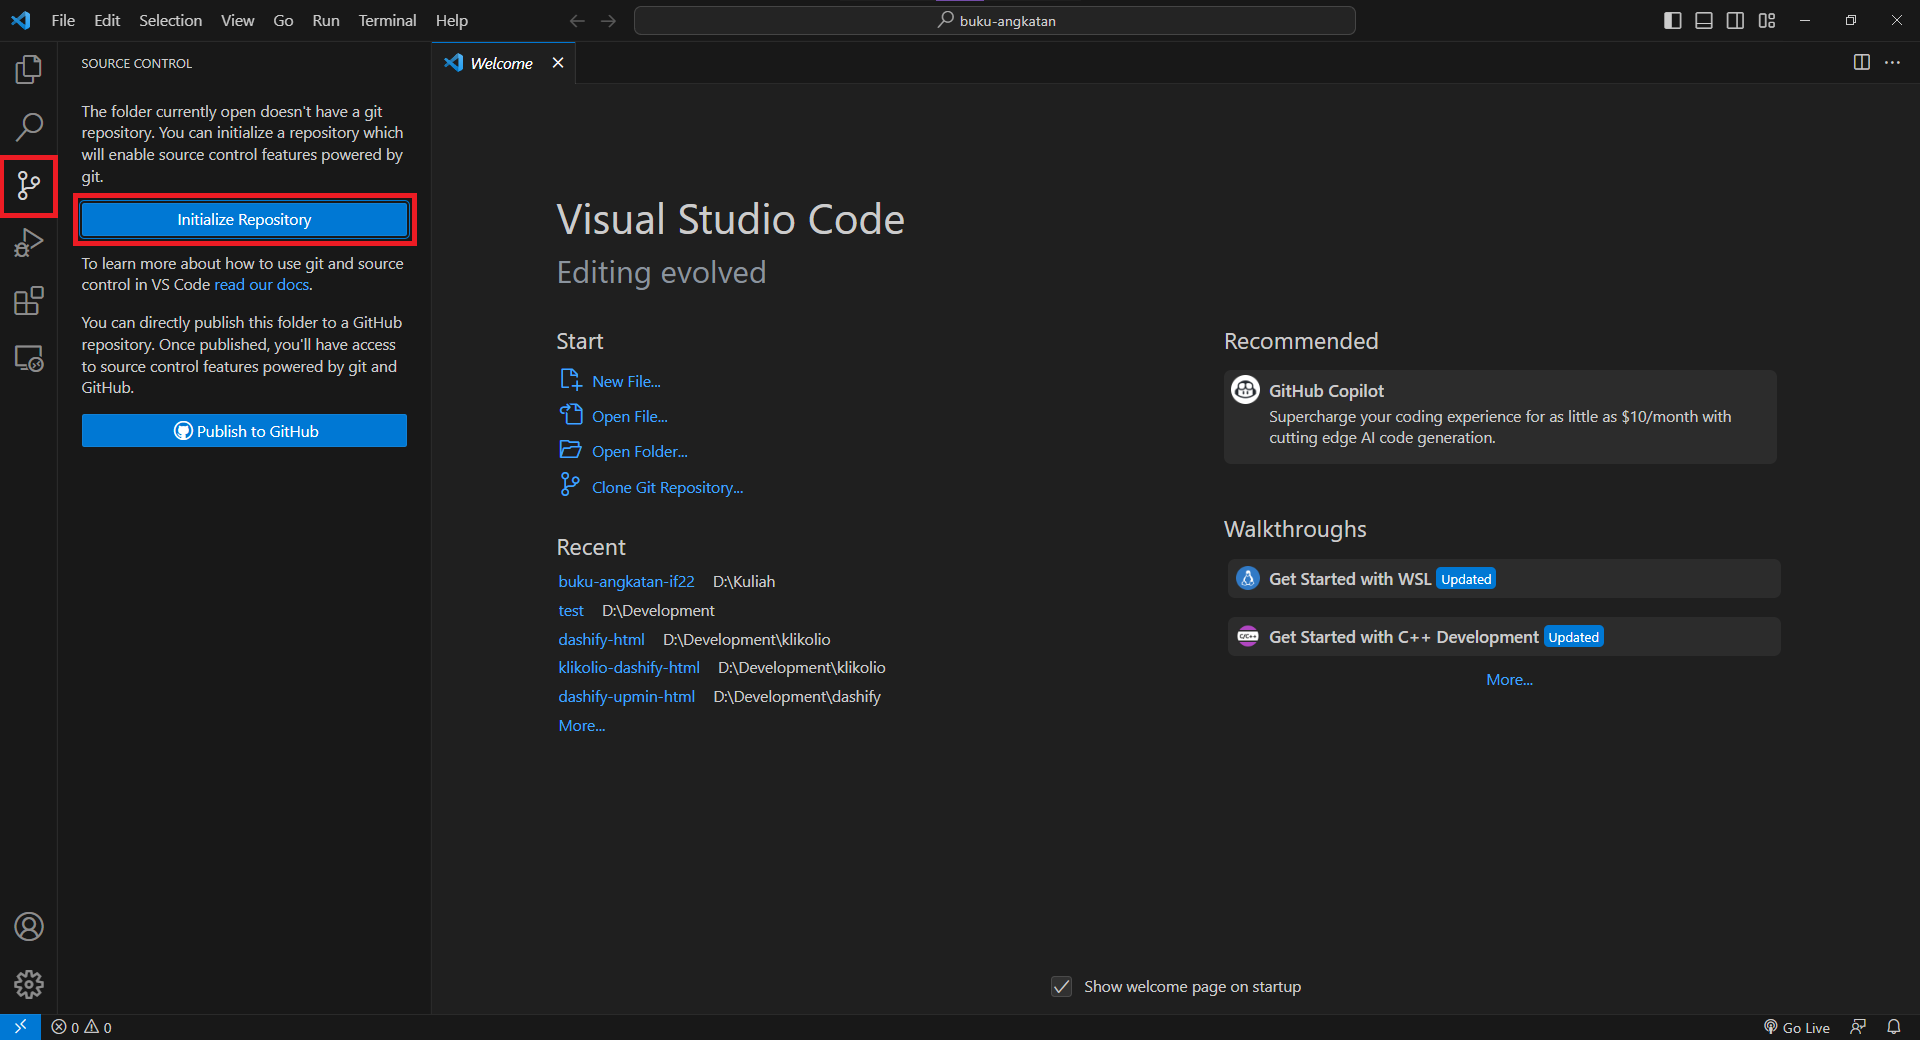 File Edit Selection View Go Run Terminal Help
buku-angkatan
SOURCE CONTROL
The folder currently open doesn't have a git
repository. You can initialize a repository which
will enable source control features powered by
git.
Initialize Repository
To learn more about how to use git and source
control in VS Code read our docs.
You can directly publish this folder to a GitHub
repository. Once published, you'll have access
to source control features powered by git and
GitHub.
Publish to GitHub
Welcome
Visual Studio Code
Editing evolved
Start
New File...
Open File...
Open Folder...
Clone Git Repository...
Recent
buku-angkatan-if22 D:\Kuliah
test D:\Development
dashify-html D:\Development\klikolio
klikolio-dashify-html D:\Development\klikolio
dashify-upmin-html D:\Development\dashify
More...
Recommended
GitHub Copilot
Supercharge your coding experience for as little as $10/month with
cutting edge AI code generation.
Walkthroughs
Get Started with WSL Updated
C/C++ Get Started with C++ Development Updated
More...
Show welcome page on startup
0 0
Go Live